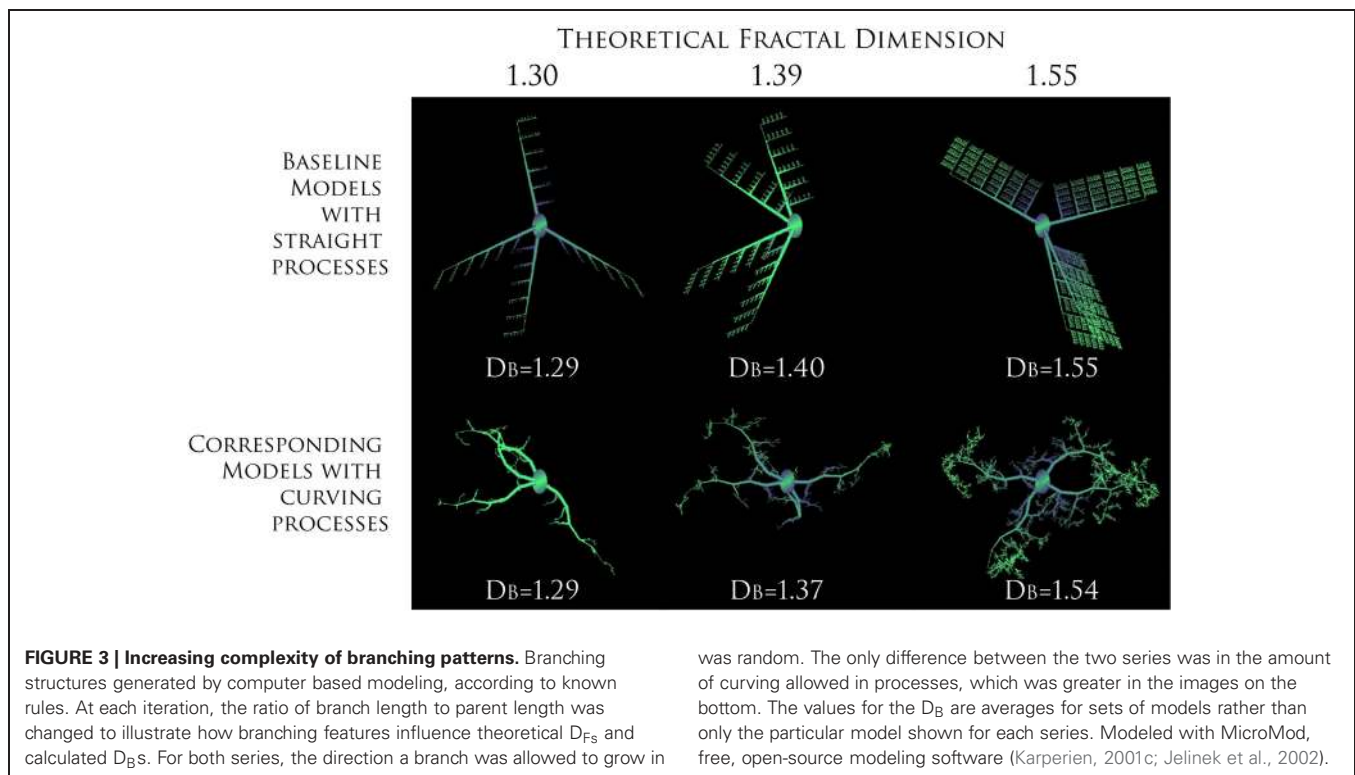 THEORETICAL FRACTAL DIMENSION
1.30 1.39 1.55
BASELINE
MODELS
WITH
STRAIGHT
PROCESSES
DB=1.29 DB=1.40 DB=1.55
CORRESPONDING
MODELS WITH
CURVING
PROCESSES
DB=1.29 DB=1.37 DB=1.54
FIGURE 3 | Increasing complexity of branching patterns. Branching
structures generated by computer based modeling, according to known
rules. At each iteration, the ratio of branch length to parent length was
changed to illustrate how branching features influence theoretical DFs and
calculated DBs. For both series, the direction a branch was allowed to grow in
was random. The only difference between the two series was in the amount
of curving allowed in processes, which was greater in the images on the
bottom. The values for the DB are averages for sets of models rather than
only the particular model shown for each series. Modeled with MicroMod,
free, open-source modeling software (Karperien, 2001c; Jelinek et al., 2002).